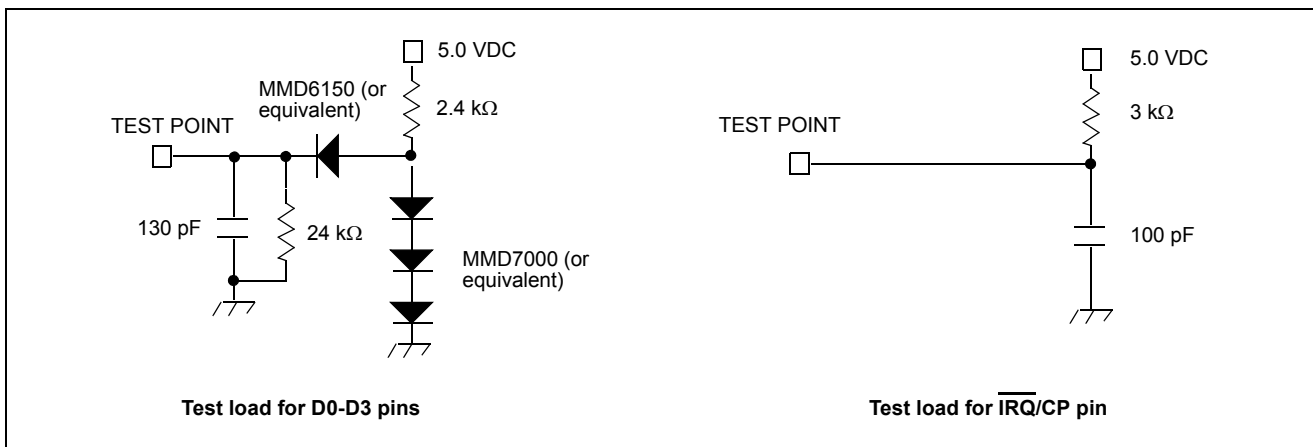 5.0 VDC
MMD6150 (or
equivalent)
2.4 kΩ
TEST POINT
130 pF
24 kΩ
MMD7000 (or
equivalent)
Test load for D0-D3 pins
5.0 VDC
3 kΩ
TEST POINT
100 pF
Test load for I̅R̅Q̅/CP pin